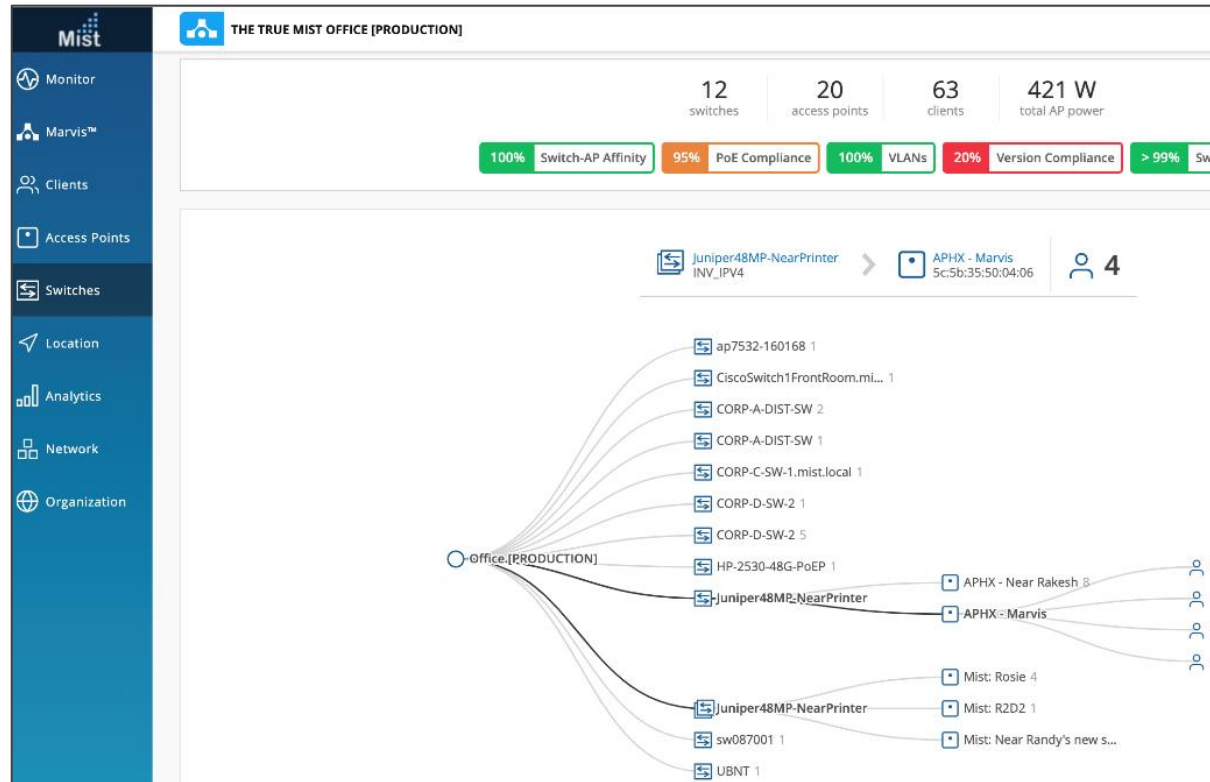 Mist
THE TRUE MIST OFFICE [PRODUCTION]
Monitor
Marvis™
Clients
Access Points
Switches
Location
Analytics
Network
Organization
12 20 63 421 W
switches access points clients total AP power
100% Switch-AP Affinity 95% PoE Compliance 100% VLANs 20% Version Compliance > 99% Sw
Juniper48MP-NearPrinter APHX - Marvis 4
INV_IPV4 5c:5b:35:50:04:06
ap7532-160168 1
CiscoSwitch1FrontRoom.mi... 1
CORP-A-DIST-SW 2
CORP-A-DIST-SW 1
CORP-C-SW-1.mist.local 1
CORP-D-SW-2 1
CORP-D-SW-2 5
Office.[PRODUCTION]
HP-2530-48G-PoEP 1
APHX - Near Rakesh 8
Juniper48MP-NearPrinter
APHX - Marvis
Mist: Rosie 4
Juniper48MP-NearPrinter Mist: R2D2 1
sw087001 1 Mist: Near Randy's new s...
UBNT 1